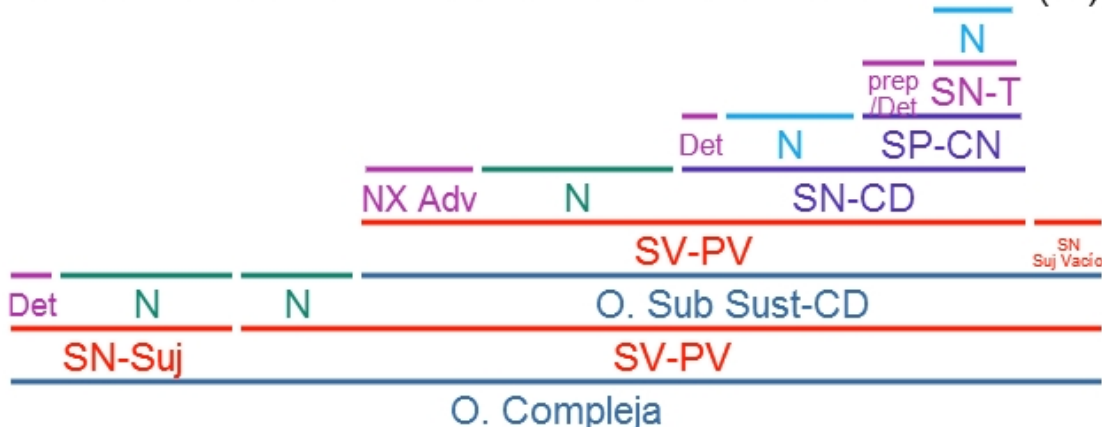 N
prep SN-T
/Det
Det N SP-CN
NX Adv N SN-CD
SV-PV SN
Suj Vacío
Det N N O. Sub Sust-CD
SN-Suj SV-PV
O. Compleja